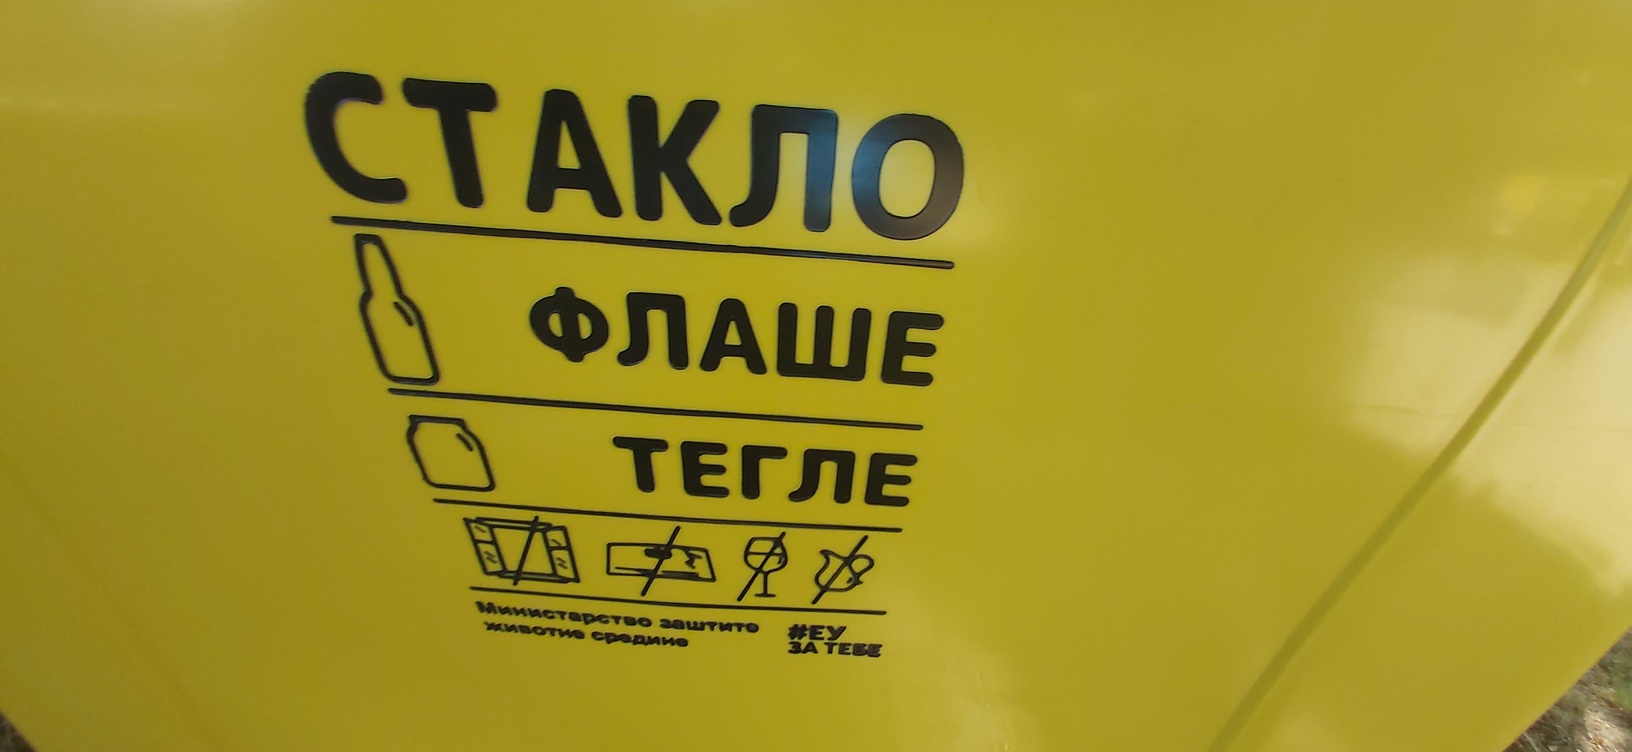 СТАКЛО
ФЛАШЕ
ТЕГЛЕ
Министарство заштите
животне средине
#ЕУ
ЗА ТЕБЕ